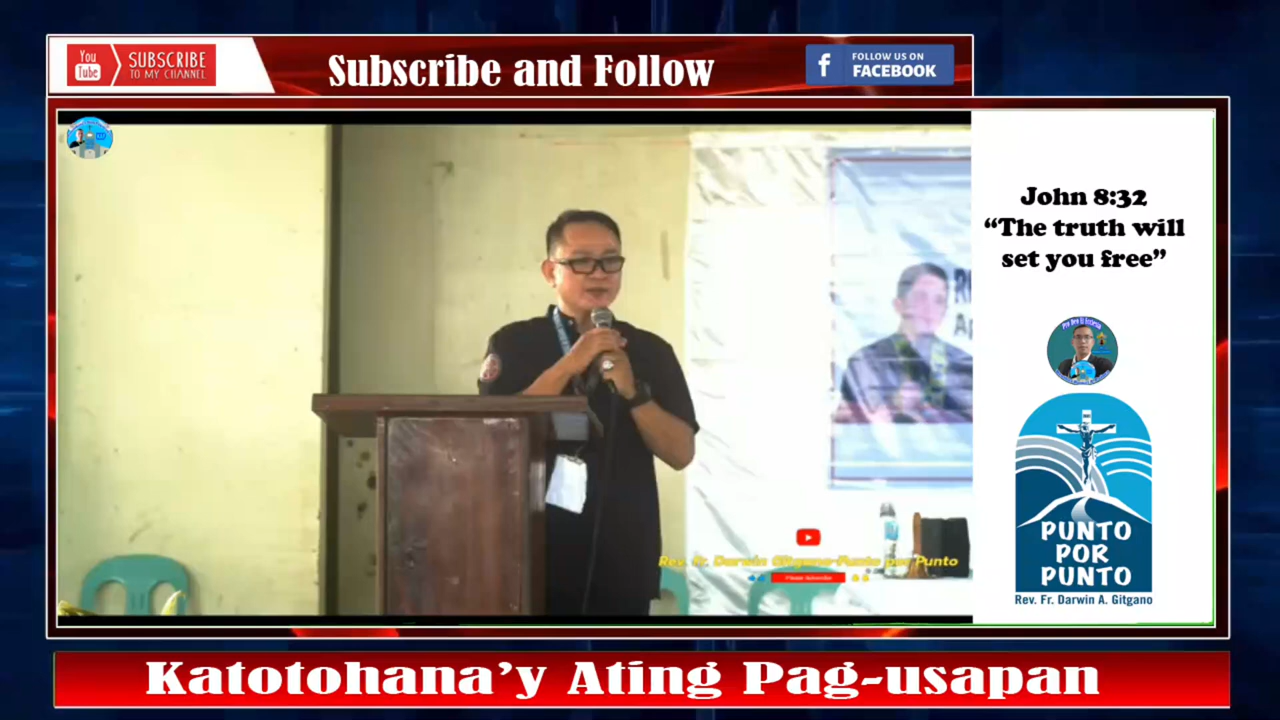 You
Tube
SUBSCRIBE
TO MY CHANNEL
Subscribe and Follow
f
FOLLOW US ON
FACEBOOK
John 8:32
“The truth will
set you free”
Rev. Fr. Darwin Gitgano-Punto por Punto
PUNTO
POR
PUNTO
Rev. Fr. Darwin A. Gitgano
Katotohana’y Ating Pag-usapan